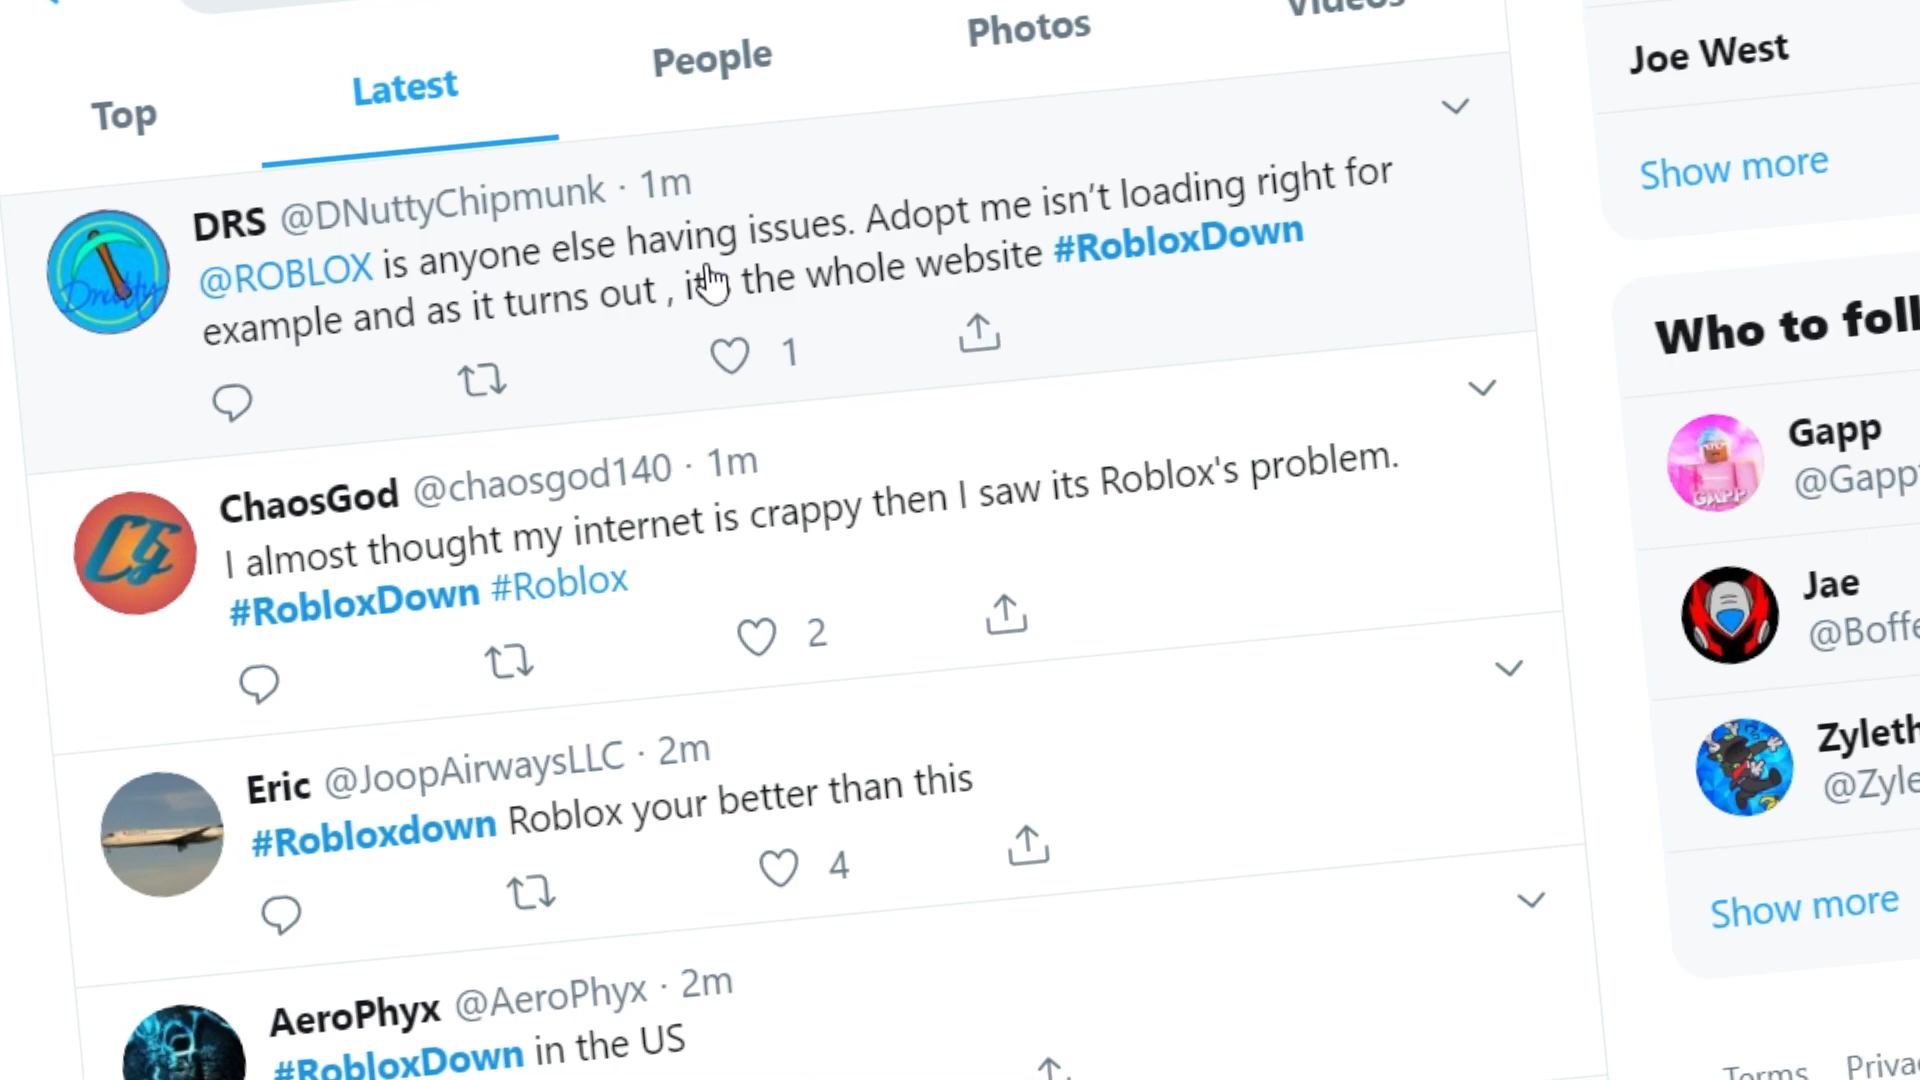 Top
Latest
People
Photos
Videos
DRS @DNuttyChipmunk · 1m
@ROBLOX is anyone else having issues. Adopt me isn’t loading right for
example and as it turns out , the whole website #RobloxDown
1
ChaosGod @chaosgod140 · 1m
I almost thought my internet is crappy then I saw its Roblox's problem.
#RobloxDown #Roblox
2
Eric @JoopAirwaysLLC · 2m
#Robloxdown Roblox your better than this
4
AeroPhyx @AeroPhyx · 2m
#RobloxDown in the US
Joe West
Show more
Who to foll
Gapp
@Gapp
GAPP
Jae
@Boffe
Zyleth
@Zyle
Show more
Terms Priva